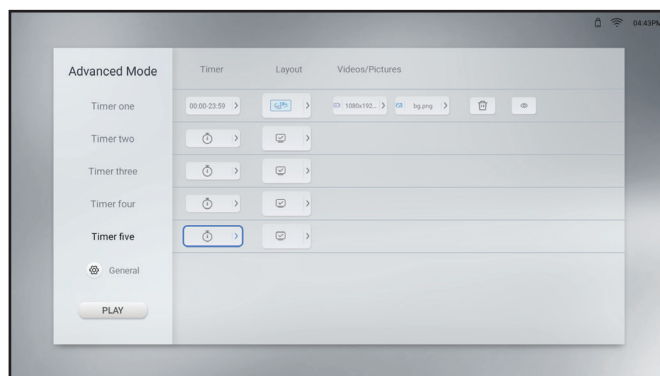 04:43PM
Advanced Mode Timer Layout Videos/Pictures
Timer one 00:00-23:59 1080x192... bg.png
Timer two
Timer three
Timer four
Timer five
General
PLAY